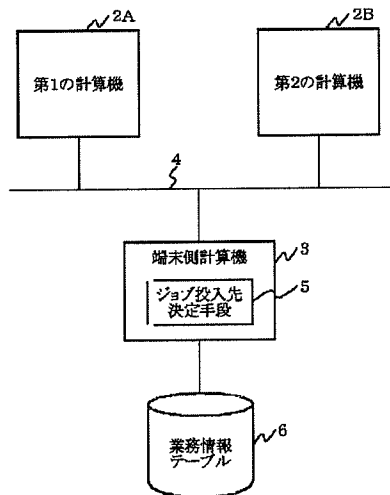 2A
2B
第1の計算機
第2の計算機
4
端末側計算機
3
ジョブ投入先
決定手段
5
業務情報
テーブル
6